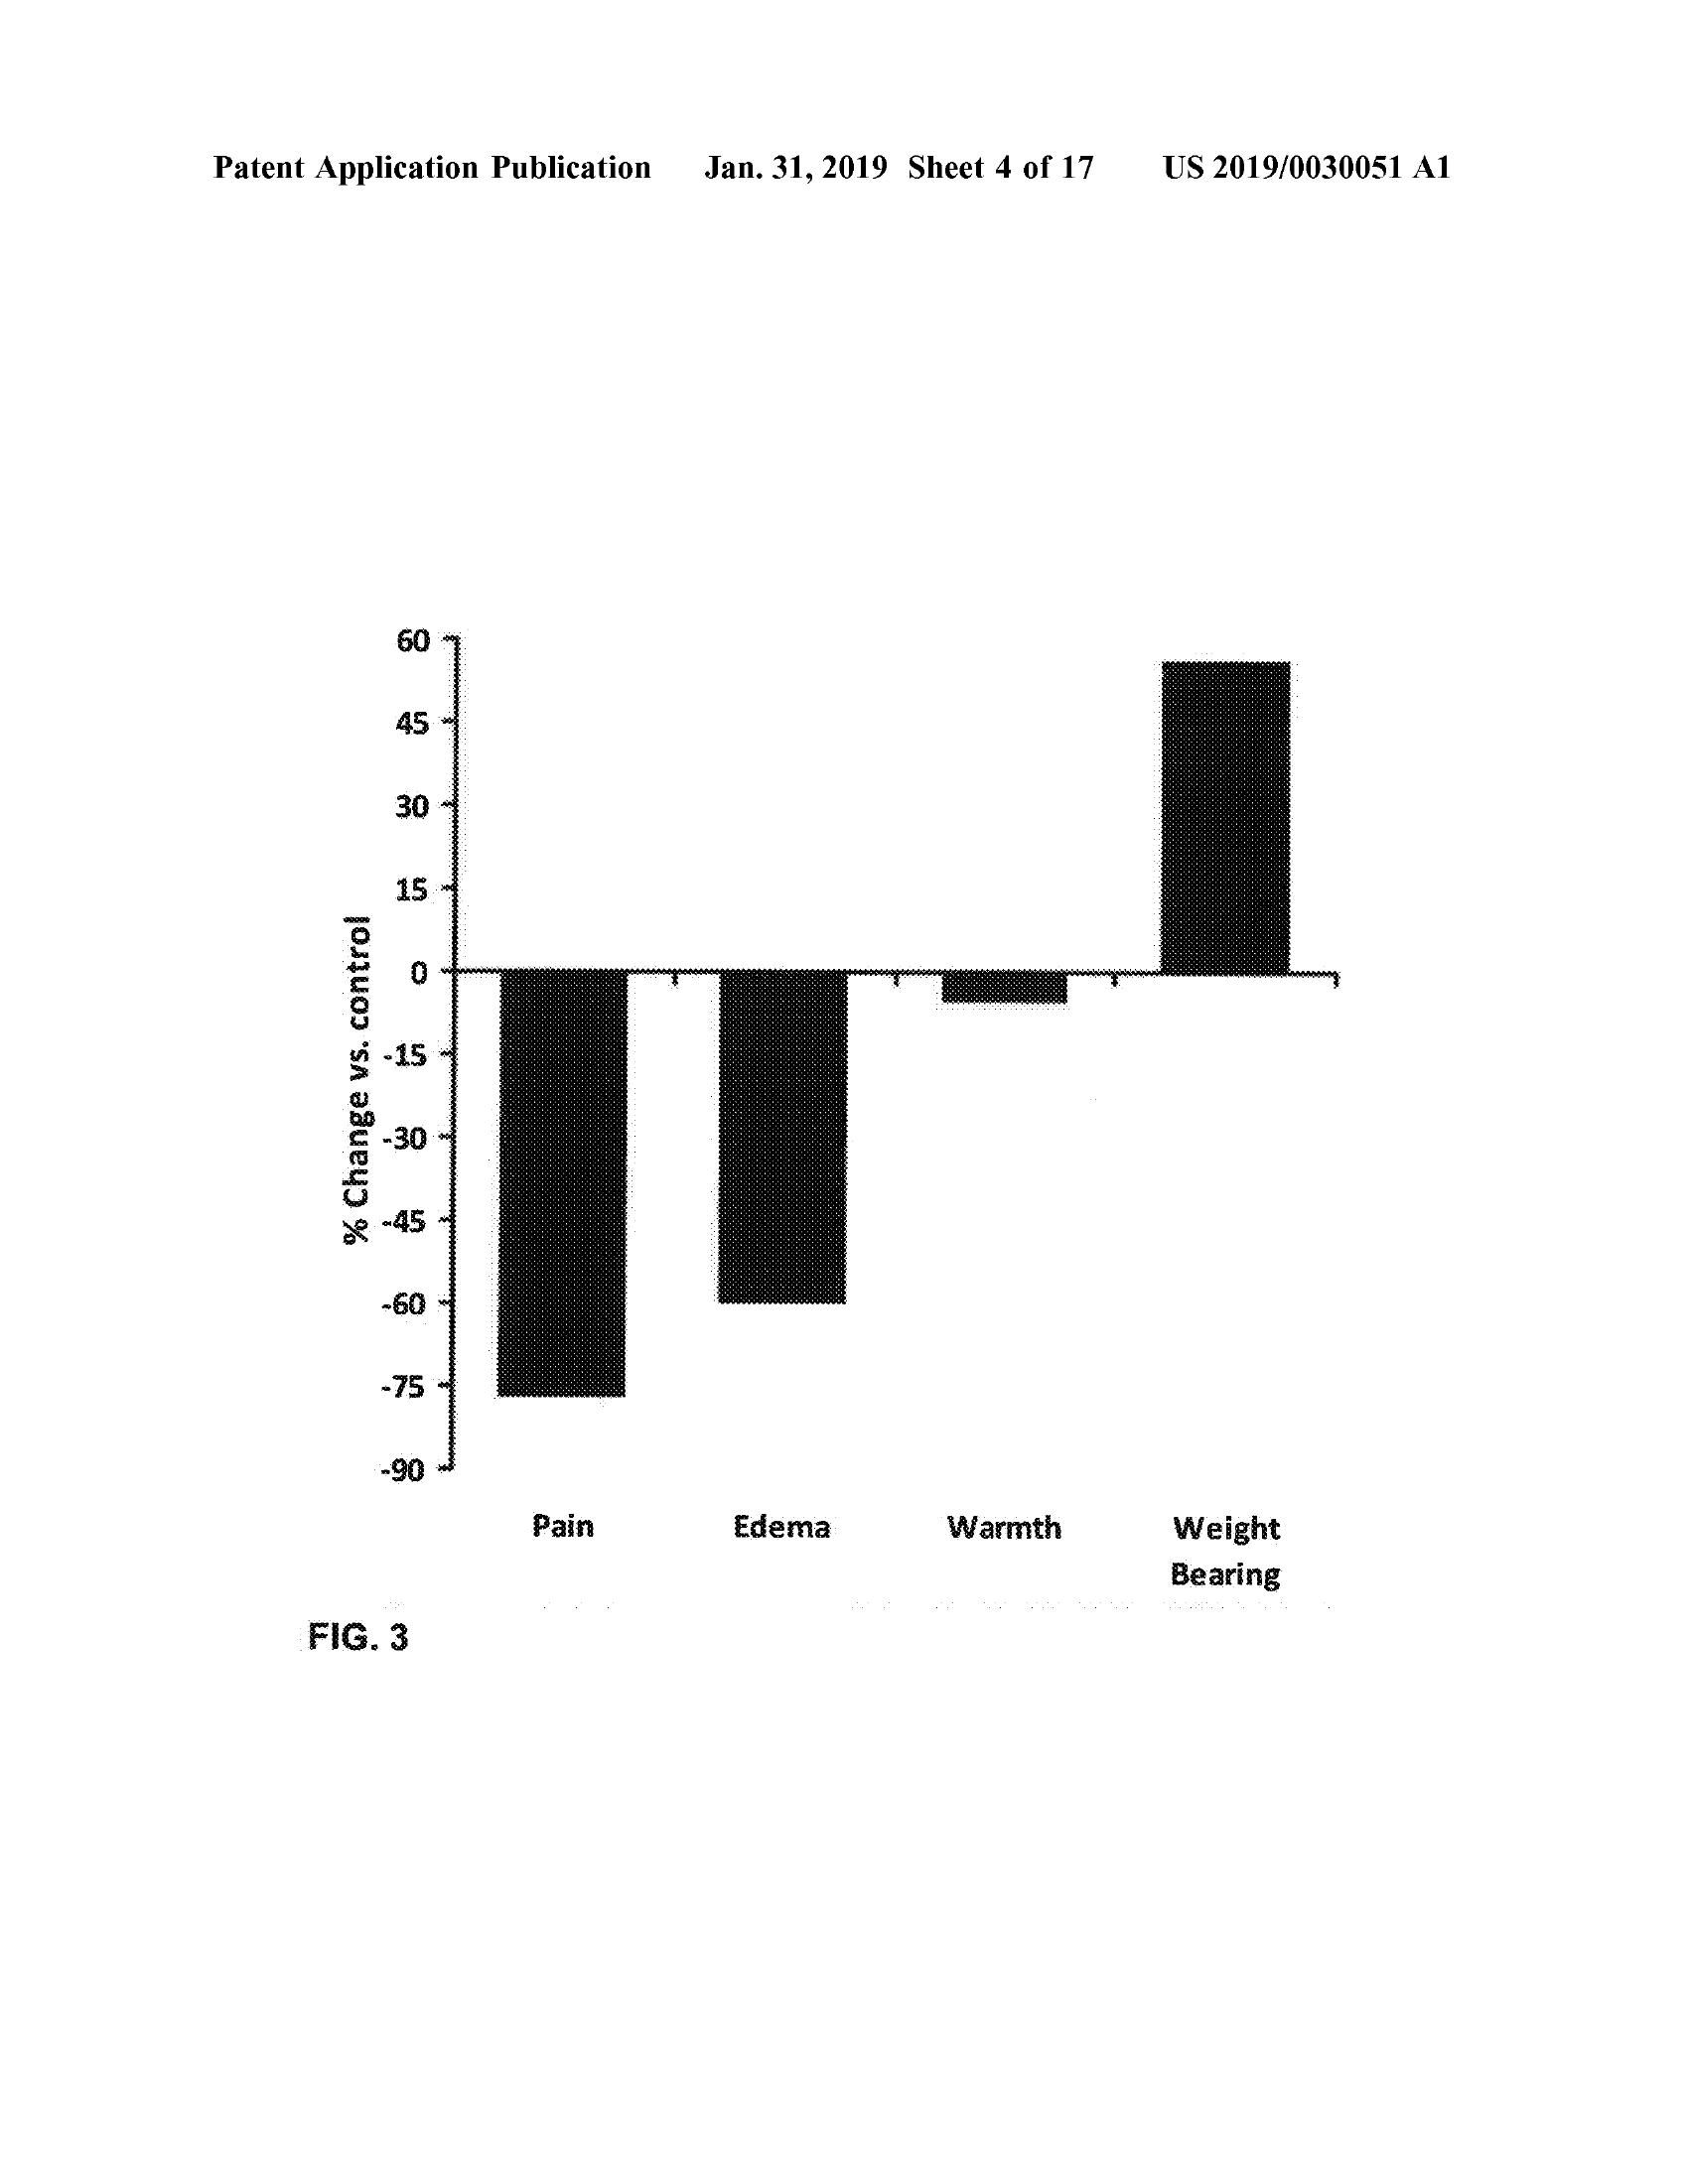 Patent Application Publication Jan. 31, 2019 Sheet 4 of 17 US 2019/0030051 A1
60
45
30
15
0
-15
-30
-45
-60
-75
-90
% Change vs. control
Pain Edema Warmth Weight
Bearing
FIG. 3